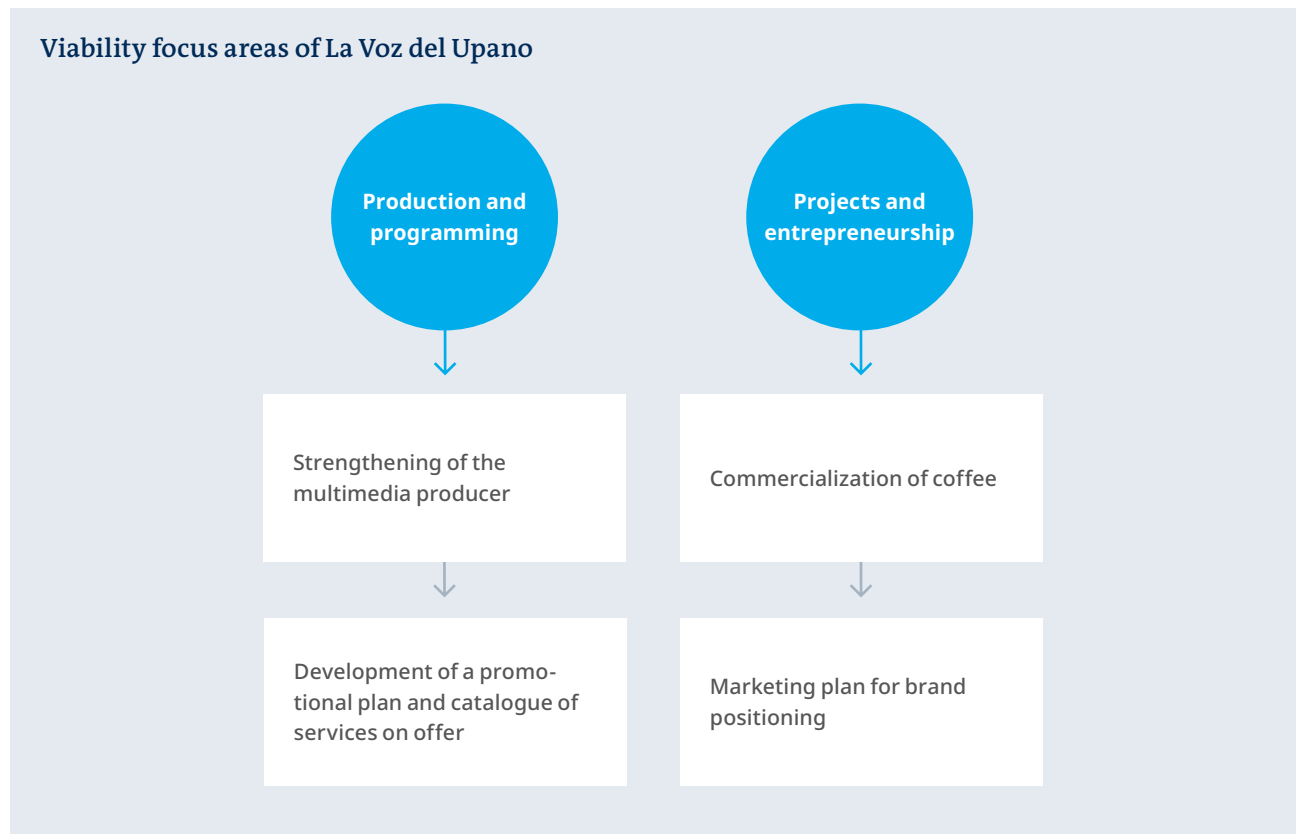 Viability focus areas of La Voz del Upano
Production and
programming
Projects and
entrepreneurship
Strengthening of the
multimedia producer
Commercialization of coffee
Development of a promo-
tional plan and catalogue of
services on offer
Marketing plan for brand
positioning